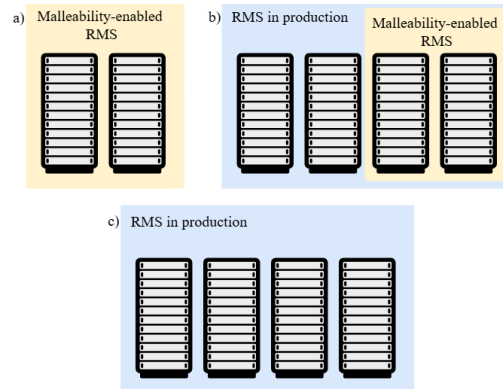 a) Malleability-enabled
RMS
b) RMS in production
Malleability-enabled
RMS
c) RMS in production